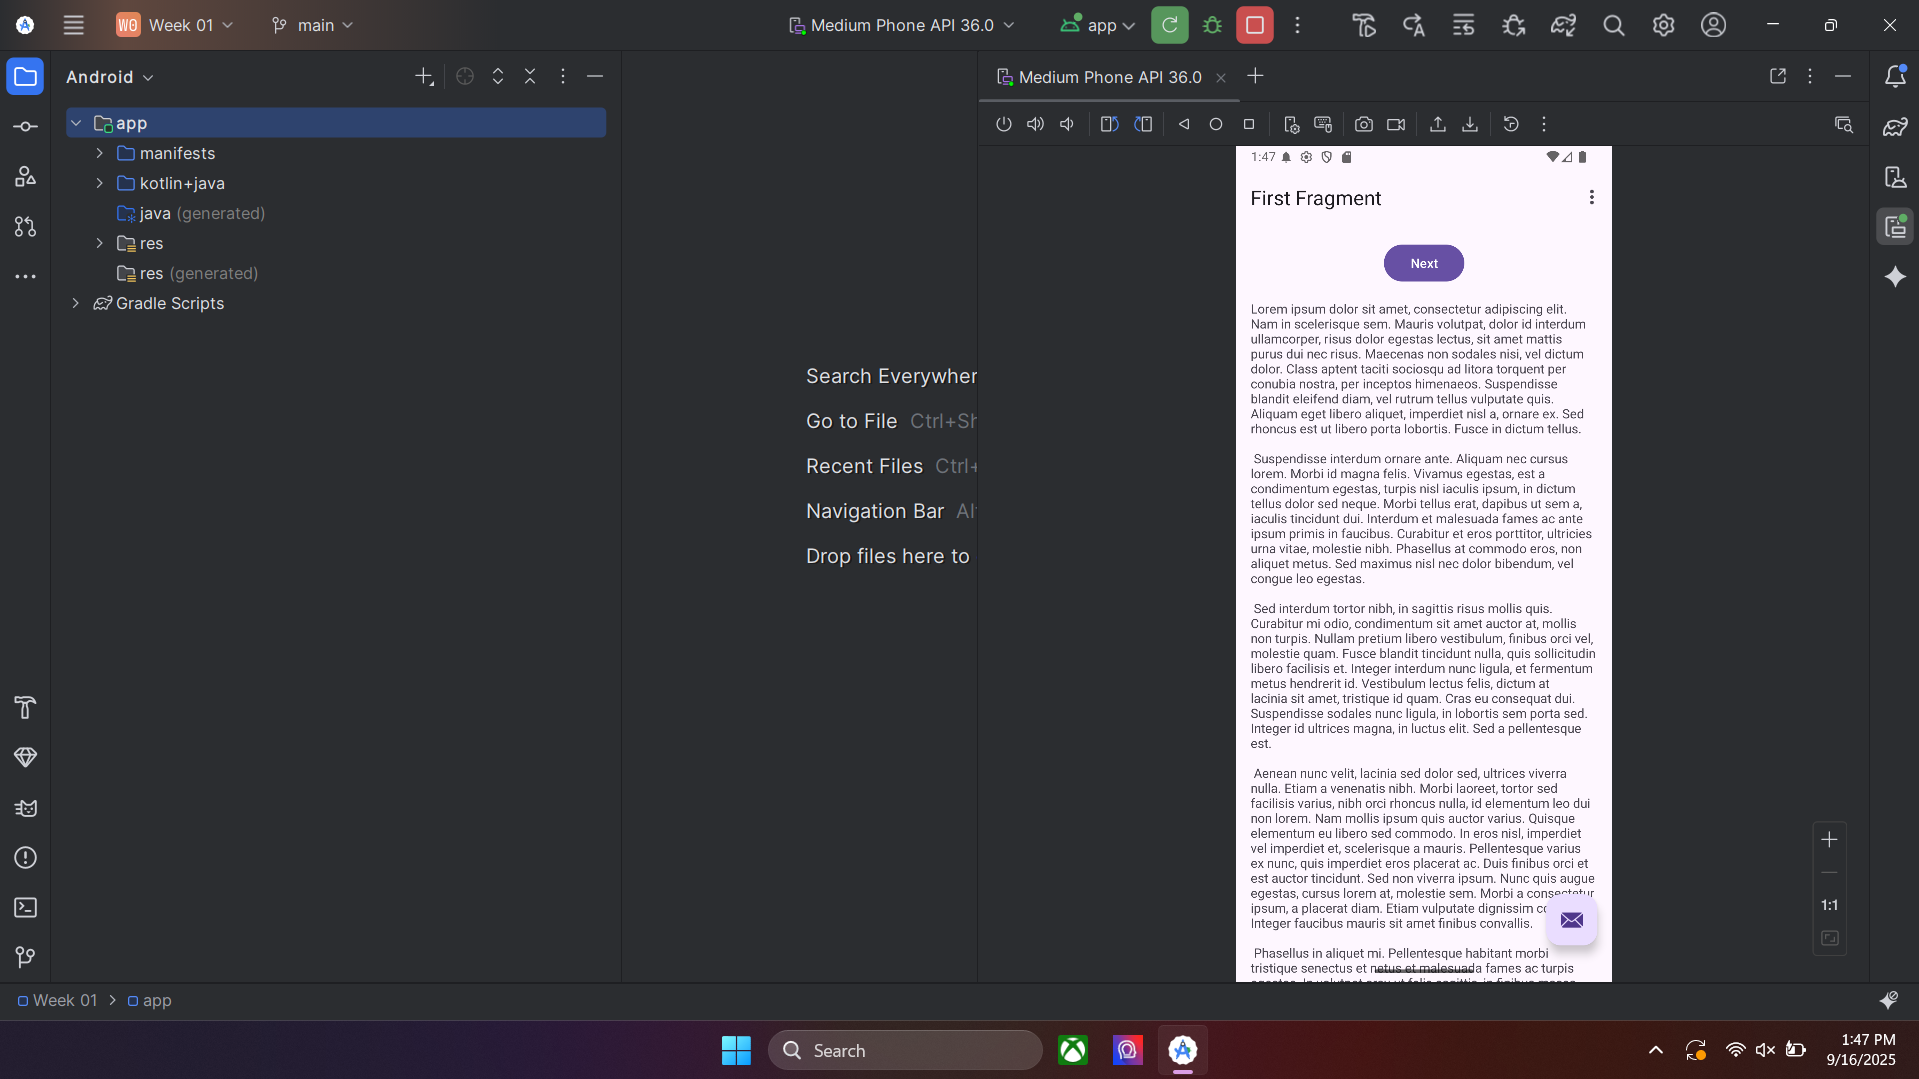 W0 Week 01
main
Medium Phone API 36.0
app
Android
app
manifests
kotlin+java
java (generated)
res
res (generated)
Gradle Scripts
Search Everywher
Go to File Ctrl+Sh
Recent Files Ctrl+
Navigation Bar Al
Drop files here to
Medium Phone API 36.0
1:47
First Fragment
Next
Lorem ipsum dolor sit amet, consectetur adipiscing elit.
Nam in scelerisque sem. Mauris volutpat, dolor id interdum
ullamcorper, risus dolor egestas lectus, sit amet mattis
purus dui nec risus. Maecenas non sodales nisi, vel dictum
dolor. Class aptent taciti sociosqu ad litora torquent per
conubia nostra, per inceptos himenaeos. Suspendisse
blandit eleifend diam, vel rutrum tellus vulputate quis.
Aliquam eget libero aliquet, imperdiet nisl a, ornare ex. Sed
rhoncus est ut libero porta lobortis. Fusce in dictum tellus.
Suspendisse interdum ornare ante. Aliquam nec cursus
lorem. Morbi id magna felis. Vivamus egestas, est a
condimentum egestas, turpis nisl iaculis ipsum, in dictum
tellus dolor sed neque. Morbi tellus erat, dapibus ut sem a,
iaculis tincidunt dui. Interdum et malesuada fames ac ante
ipsum primis in faucibus. Curabitur et eros porttitor, ultricies
urna vitae, molestie nibh. Phasellus at commodo eros, non
aliquet metus. Sed maximus nisl nec dolor bibendum, vel
congue leo egestas.
Sed interdum tortor nibh, in sagittis risus mollis quis.
Curabitur mi odio, condimentum sit amet auctor at, mollis
non turpis. Nullam pretium libero vestibulum, finibus orci vel,
molestie quam. Fusce blandit tincidunt nulla, quis sollicitudin
libero facilisis et. Integer interdum nunc ligula, et fermentum
metus hendrerit id. Vestibulum lectus felis, dictum at
lacinia sit amet, tristique id quam. Cras eu consequat dui.
Suspendisse sodales nunc ligula, in lobortis sem porta sed.
Integer id ultrices magna, in luctus elit. Sed a pellentesque
est.
Aenean nunc velit, lacinia sed dolor sed, ultrices viverra
nulla. Etiam a venenatis nibh. Morbi laoreet, tortor sed
facilisis varius, nibh orci rhoncus nulla, id elementum leo dui
non lorem. Nam mollis ipsum quis auctor varius. Quisque
elementum eu libero sed commodo. In eros nisl, imperdiet
vel imperdiet et, scelerisque a mauris. Pellentesque varius
ex nunc, quis imperdiet eros placerat ac. Duis finibus orci et
est auctor tincidunt. Sed non viverra ipsum. Nunc quis augue
egestas, cursus lorem at, molestie sem. Morbi a consectetur
ipsum, a placerat diam. Etiam vulputate dignissim
Integer faucibus mauris sit amet finibus convallis.
Phasellus in aliquet mi. Pellentesque habitant morbi
tristique senectus et netus et malesuada fames ac turpis
1:1
Week 01 > app
Search
1:47 PM
9/16/2025